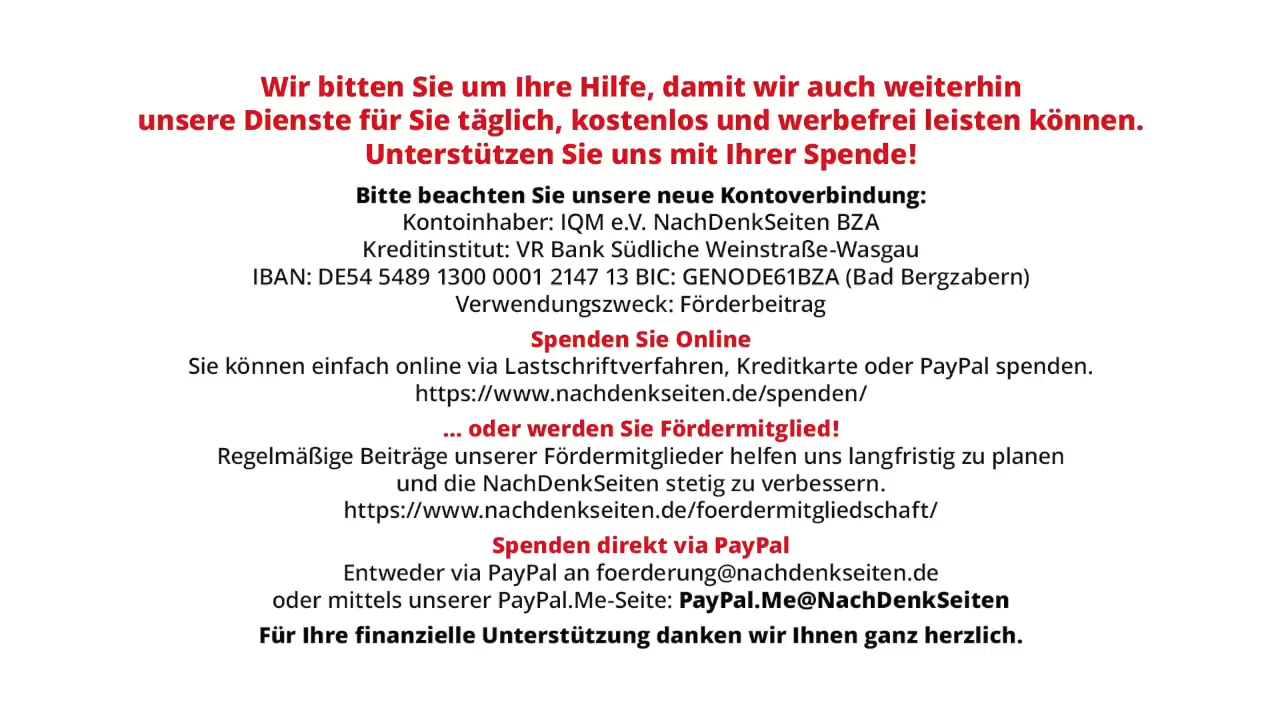 Wir bitten Sie um Ihre Hilfe, damit wir auch weiterhin
unsere Dienste für Sie täglich, kostenlos und werbefrei leisten können.
Unterstützen Sie uns mit Ihrer Spende!
Bitte beachten Sie unsere neue Kontoverbindung:
Kontoinhaber: IQM e.V. NachDenkSeiten BZA
Kreditinstitut: VR Bank Südliche Weinstraße-Wasgau
IBAN: DE54 5489 1300 0001 2147 13 BIC: GENODE61BZA (Bad Bergzabern)
Verwendungszweck: Förderbeitrag
Spenden Sie Online
Sie können einfach online via Lastschriftverfahren, Kreditkarte oder PayPal spenden.
https://www.nachdenkseiten.de/spenden/
... oder werden Sie Fördermitglied!
Regelmäßige Beiträge unserer Fördermitglieder helfen uns langfristig zu planen
und die NachDenkSeiten stetig zu verbessern.
https://www.nachdenkseiten.de/foerdermitgliedschaft/
Spenden direkt via PayPal
Entweder via PayPal an foerderung@nachdenkseiten.de
oder mittels unserer PayPal.Me-Seite: PayPal.Me@NachDenkSeiten
Für Ihre finanzielle Unterstützung danken wir Ihnen ganz herzlich.